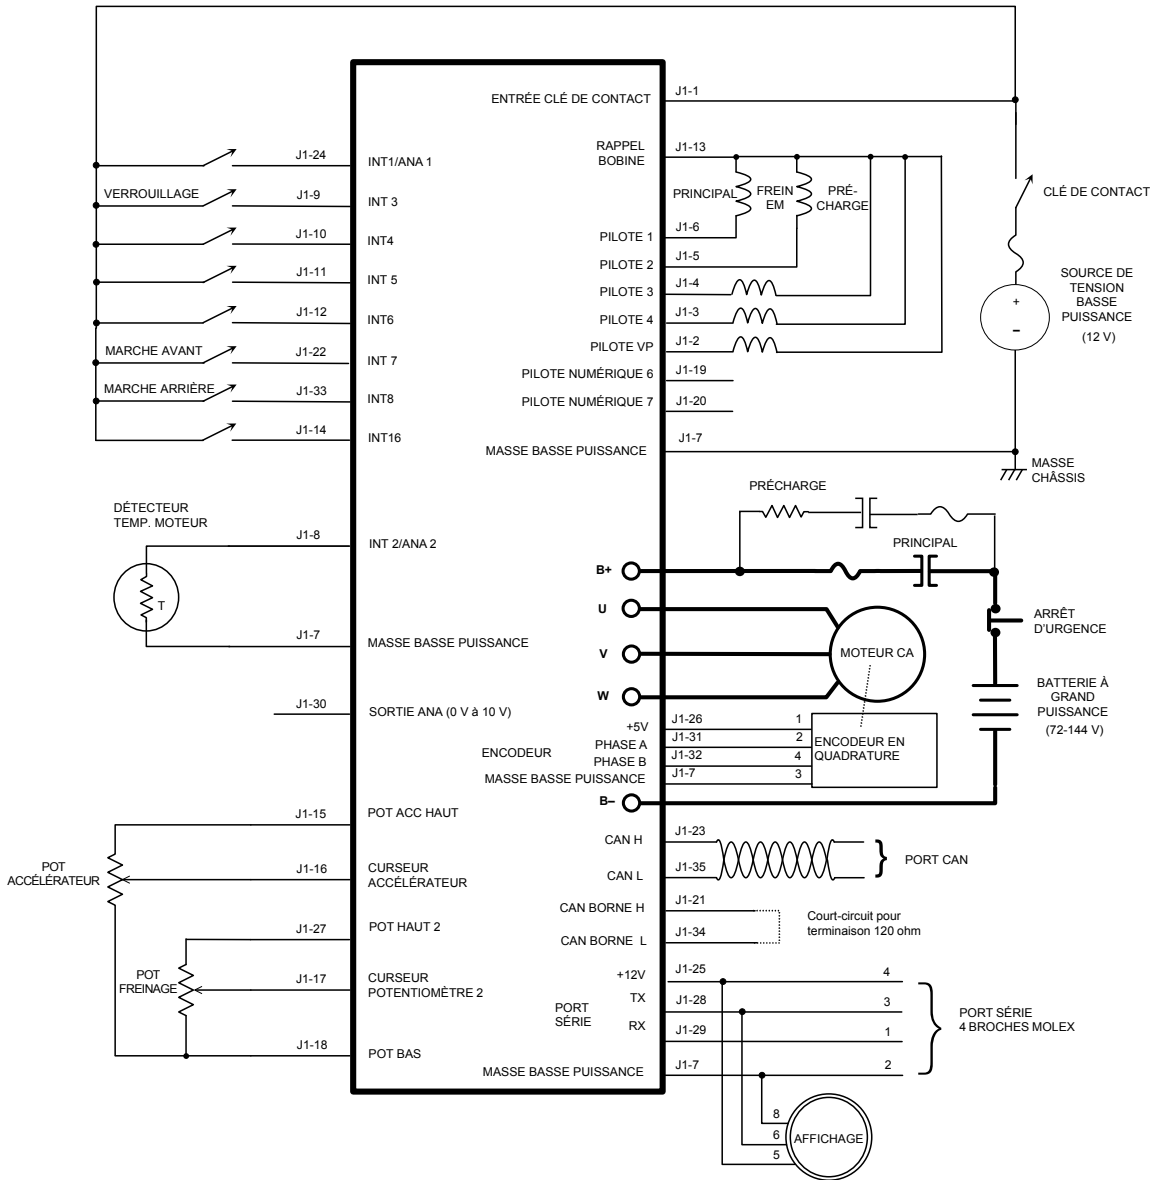 ENTRÉE CLÉ DE CONTACT
J1-1
RAPPEL
BOBINE
J1-13
J1-24
INT1/ANA 1
VERROUILLAGE
J1-9
INT 3
J1-10
INT4
J1-11
INT 5
J1-12
INT6
MARCHE AVANT
J1-22
INT 7
MARCHE ARRIÈRE
J1-33
INT8
J1-14
INT16
PRINCIPAL
FREIN
EM
PRÉ-
CHARGE
PILOTE 1
J1-6
PILOTE 2
J1-5
PILOTE 3
J1-4
PILOTE 4
J1-3
PILOTE VP
J1-2
PILOTE NUMÉRIQUE 6
J1-19
PILOTE NUMÉRIQUE 7
J1-20
MASSE BASSE PUISSANCE
J1-7
CLÉ DE CONTACT
SOURCE DE
TENSION
BASSE
PUISSANCE
(12 V)
+
–
MASSE
CHÂSSIS
DÉTECTEUR
TEMP. MOTEUR
T
J1-8
INT 2/ANA 2
J1-7
MASSE BASSE PUISSANCE
J1-30
SORTIE ANA (0 V à 10 V)
PRÉCHARGE
PRINCIPAL
B+
U
V
W
MOTEUR CA
ARRÊT
D'URGENCE
BATTERIE À
GRAND
PUISSANCE
(72-144 V)
ENCODEUR
+5V
J1-26
1
PHASE A
J1-31
2
PHASE B
J1-32
4
MASSE BASSE PUISSANCE
J1-7
3
ENCODEUR EN
QUADRATURE
B–
J1-15
POT ACC HAUT
POT
ACCÉLÉRATEUR
J1-16
CURSEUR
ACCÉLÉRATEUR
J1-27
POT HAUT 2
POT
FREINAGE
J1-17
CURSEUR
POTENTIOMÈTRE 2
J1-18
POT BAS
CAN H
J1-23
CAN L
J1-35
PORT CAN
CAN BORNE H
J1-21
CAN BORNE L
J1-34
Court-circuit pour
terminaison 120 ohm
PORT
SÉRIE
+12V
J1-25
4
TX
J1-28
3
RX
J1-29
1
MASSE BASSE PUISSANCE
J1-7
2
PORT SÉRIE
4 BROCHES MOLEX
8
6
5
AFFICHAGE